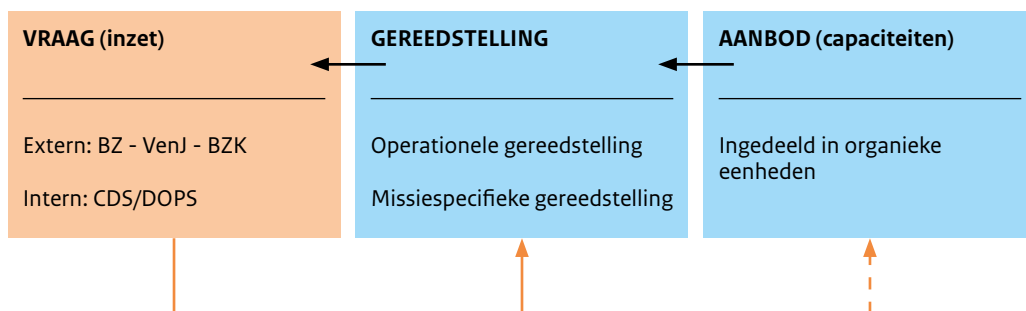 VRAAG (inzet)
Extern: BZ - VenJ - BZK
Intern: CDS/DOPS
GEREEDSTELLING
Operationele gereedstelling
Missiespecifieke gereedstelling
AANBOD (capaciteiten)
Ingedeeld in organieke
eenheden